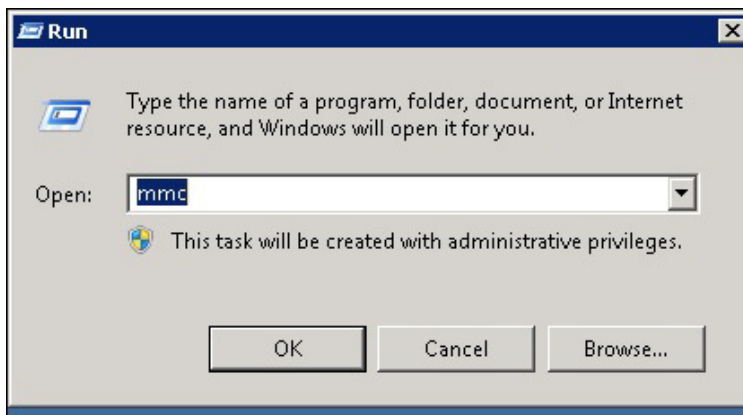 Run
Type the name of a program, folder, document, or Internet
resource, and Windows will open it for you.
Open: mmc
This task will be created with administrative privileges.
OK Cancel Browse...